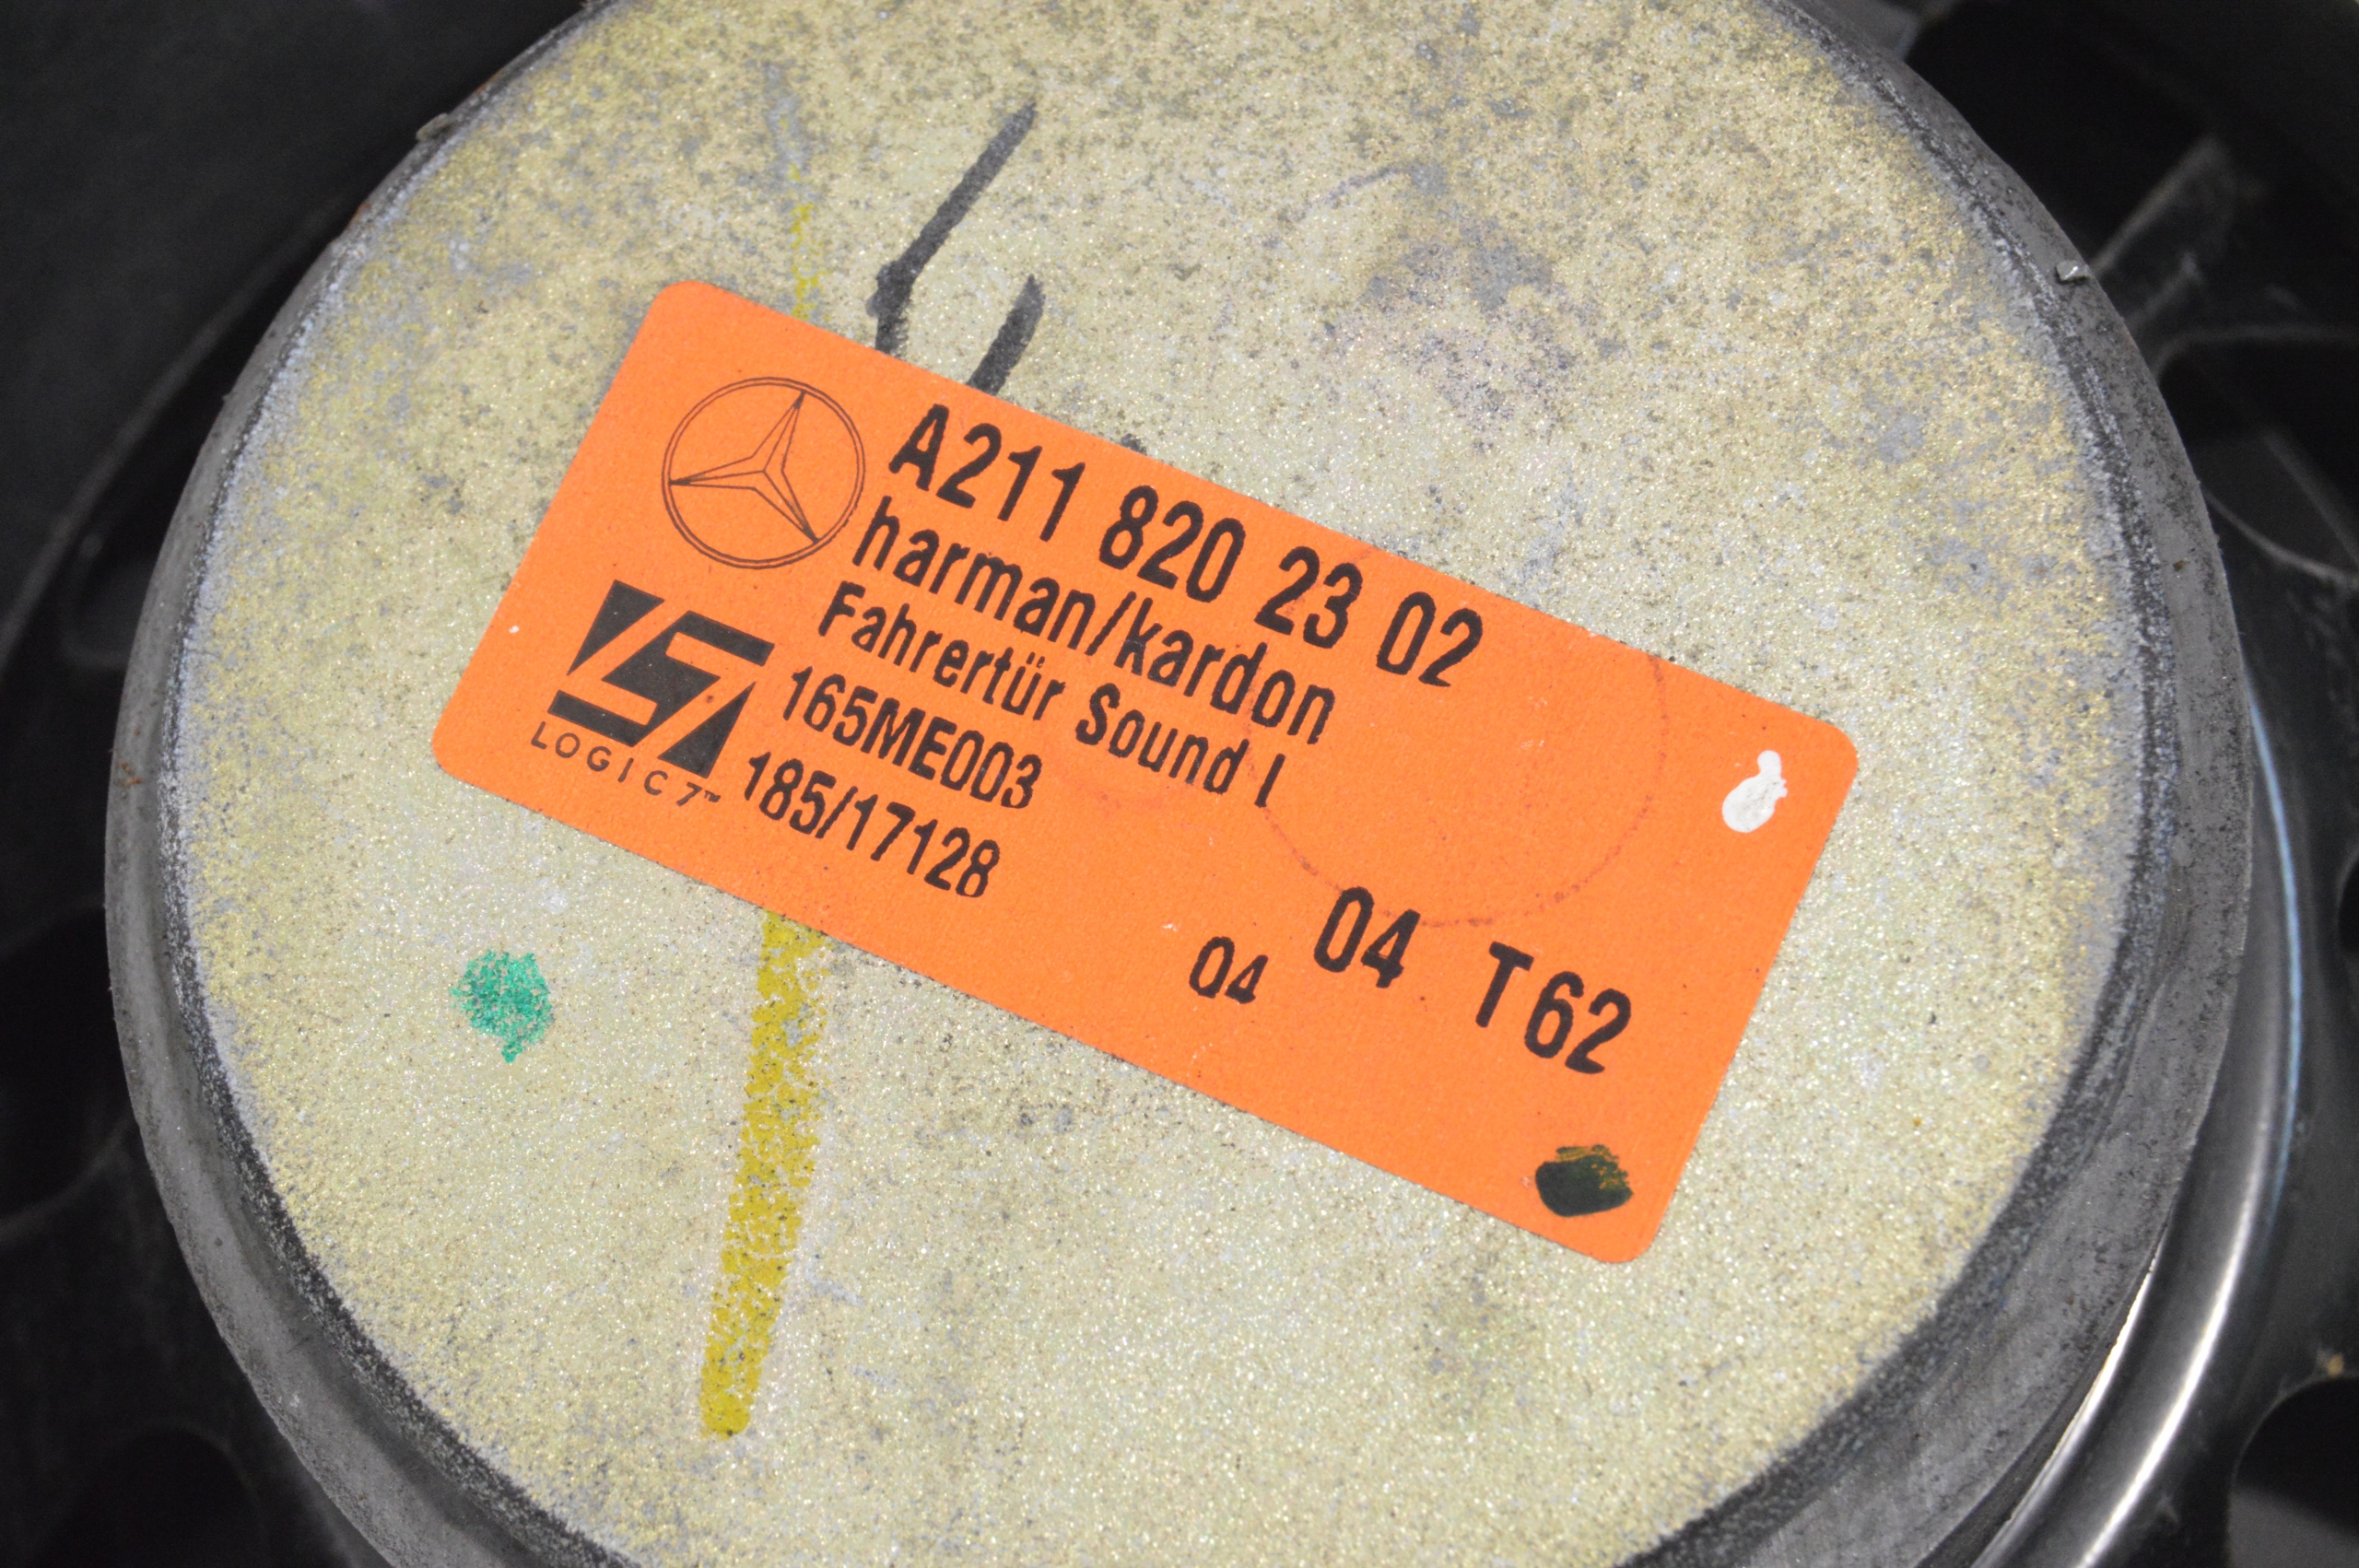 A211 820 23 02
harman/kardon
Fahrertür Sound I
165ME003
185/17128
LOGIC7™
04 04 T62